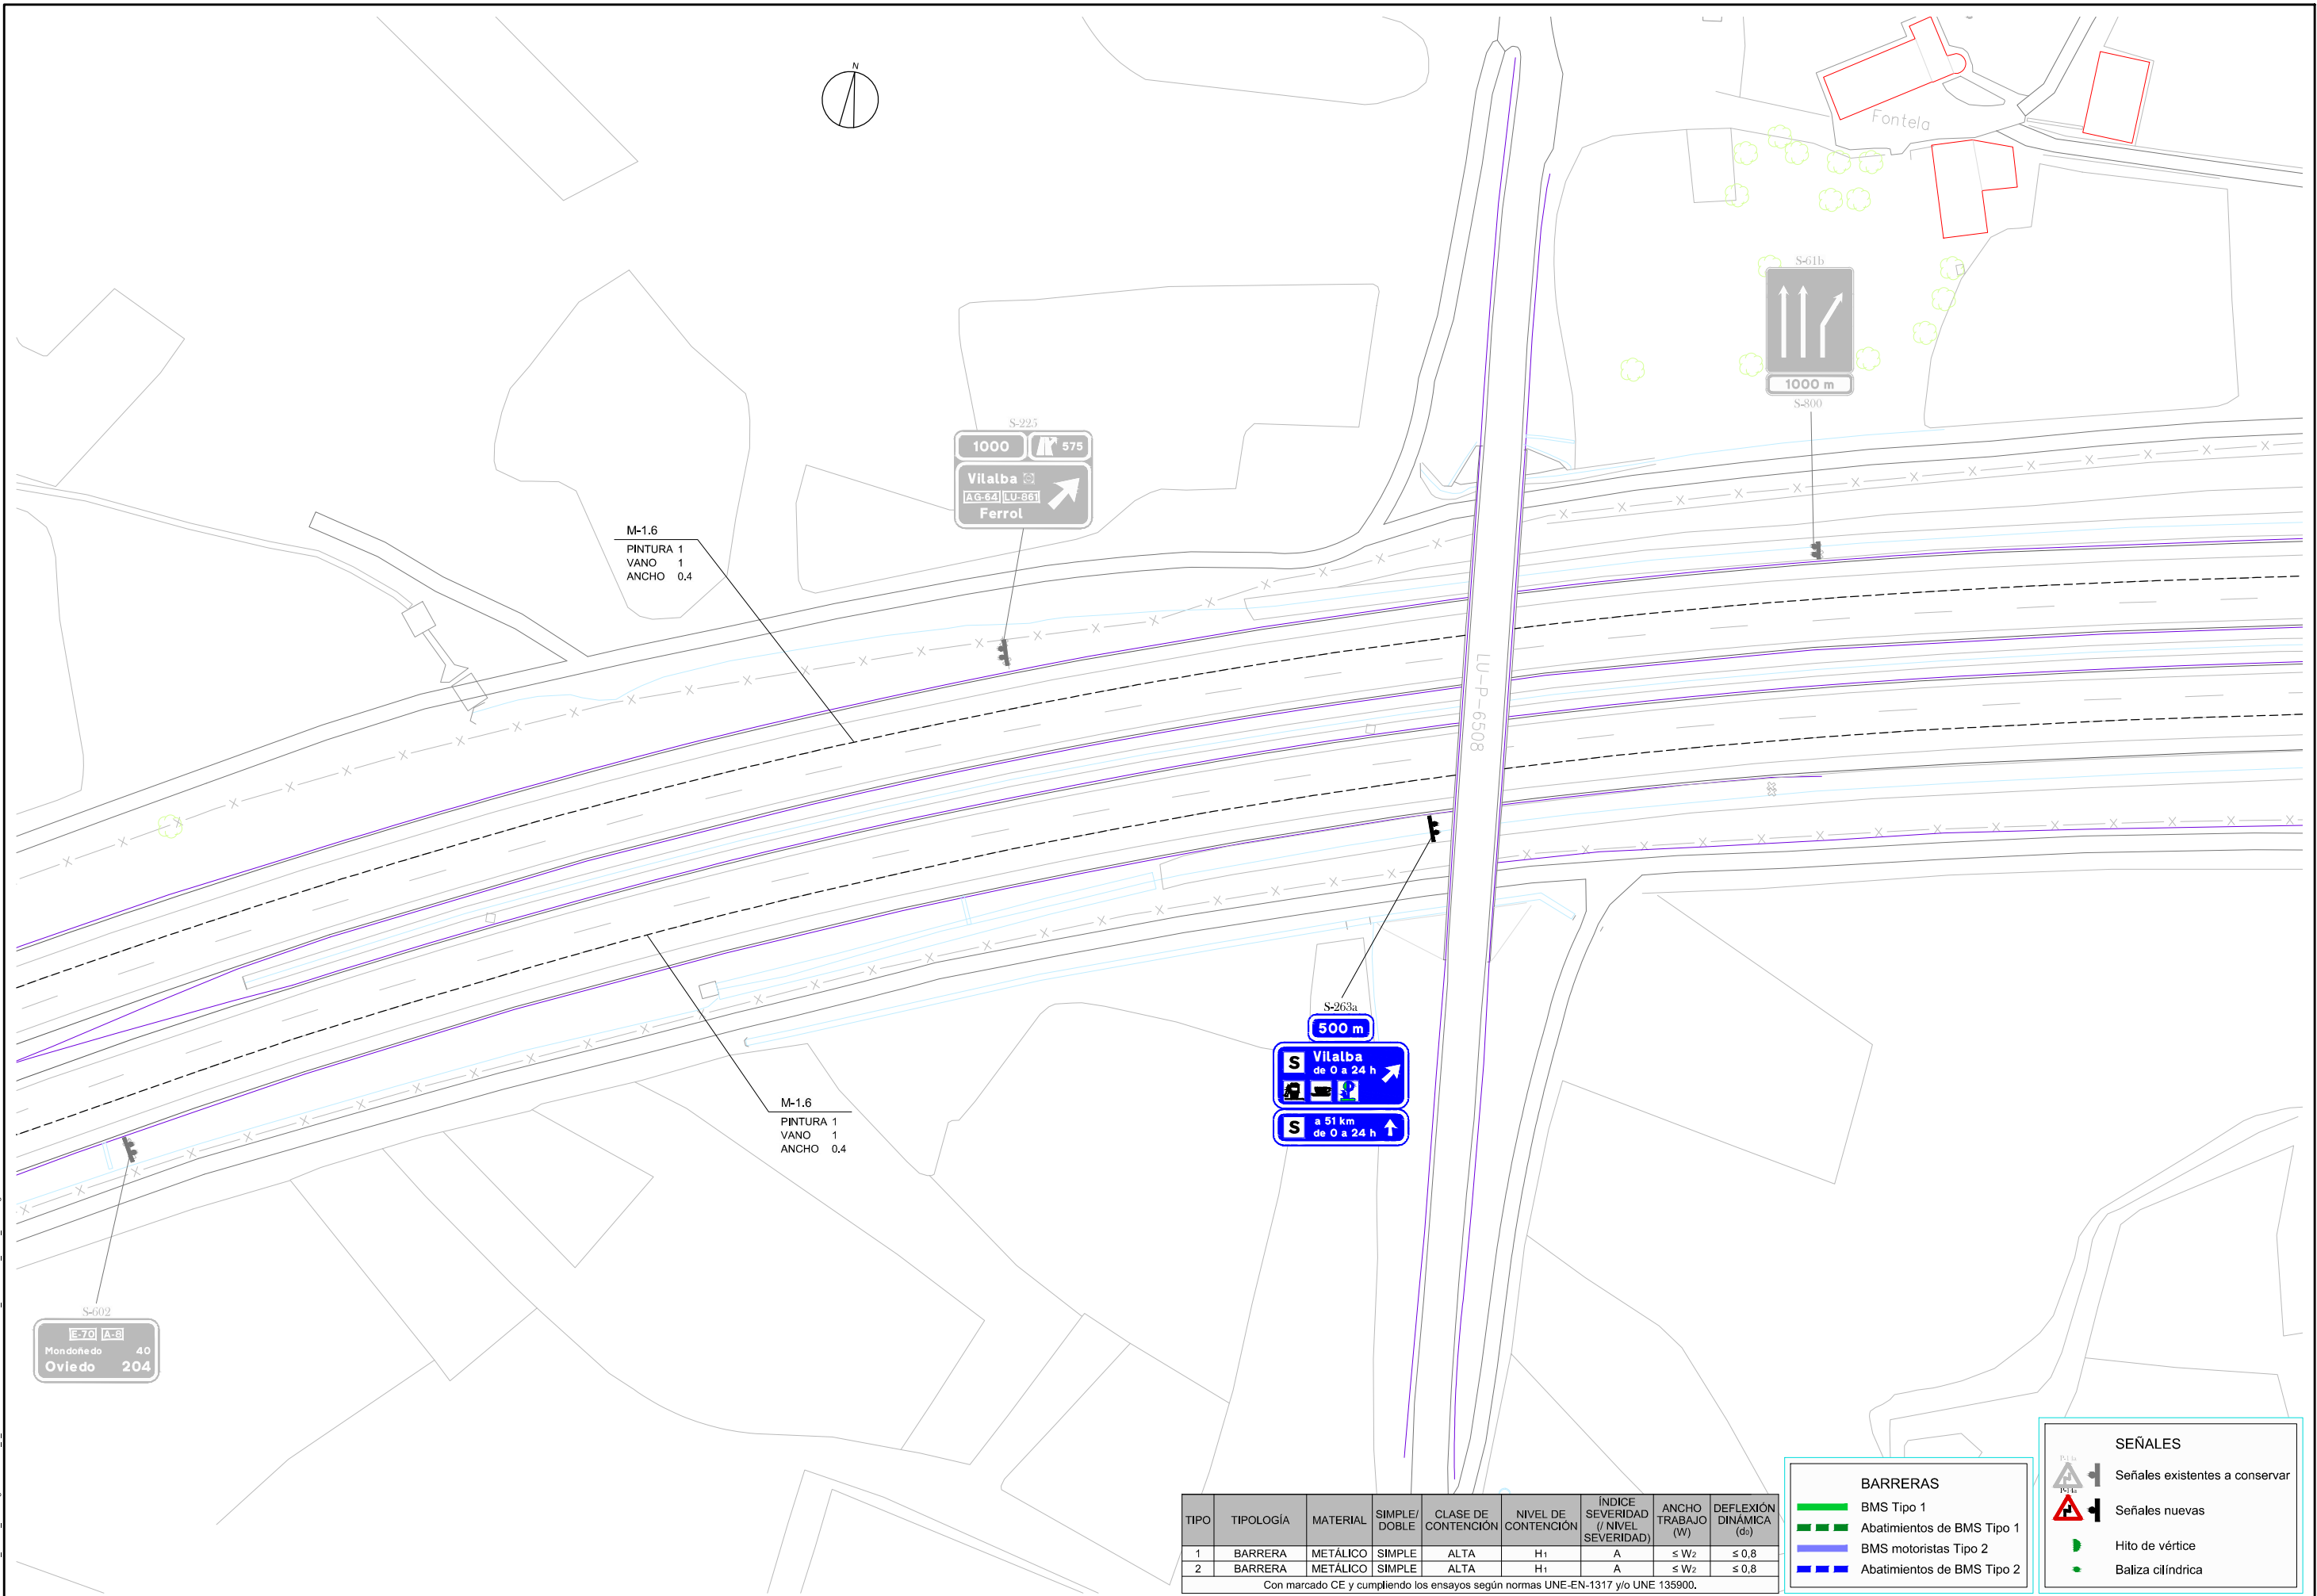 N
Fontela
S-61b
1000 m
S-800
S-225
1000 575
Vilalba
AG-64 LU-861
Ferrol
M-1.6
PINTURA 1
VANO 1
ANCHO 0.4
LU-P-6508
S-263a
500 m
S Vilalba
de 0 a 24 h
S a 51 km
de 0 a 24 h
M-1.6
PINTURA 1
VANO 1
ANCHO 0.4
S-602
E-70 A-8
Mondoñedo 40
Oviedo 204
TIPO TIPOLOGÍA MATERIAL SIMPLE/DOBLE CLASE DE CONTENCIÓN NIVEL DE CONTENCIÓN ÍNDICE SEVERIDAD (/ NIVEL SEVERIDAD) ANCHO TRABAJO (W) DEFLEXIÓN DINÁMICA (d₀)
1 BARRERA METÁLICO SIMPLE ALTA H1 A ≤ W2 ≤ 0,8
2 BARRERA METÁLICO SIMPLE ALTA H1 A ≤ W2 ≤ 0,8
Con marcado CE y cumpliendo los ensayos según normas UNE-EN-1317 y/o UNE 135900.
BARRERAS
BMS Tipo 1
Abatimientos de BMS Tipo 1
BMS motoristas Tipo 2
Abatimientos de BMS Tipo 2
SEÑALES
Señales existentes a conservar
Señales nuevas
Hito de vértice
Baliza cilíndrica